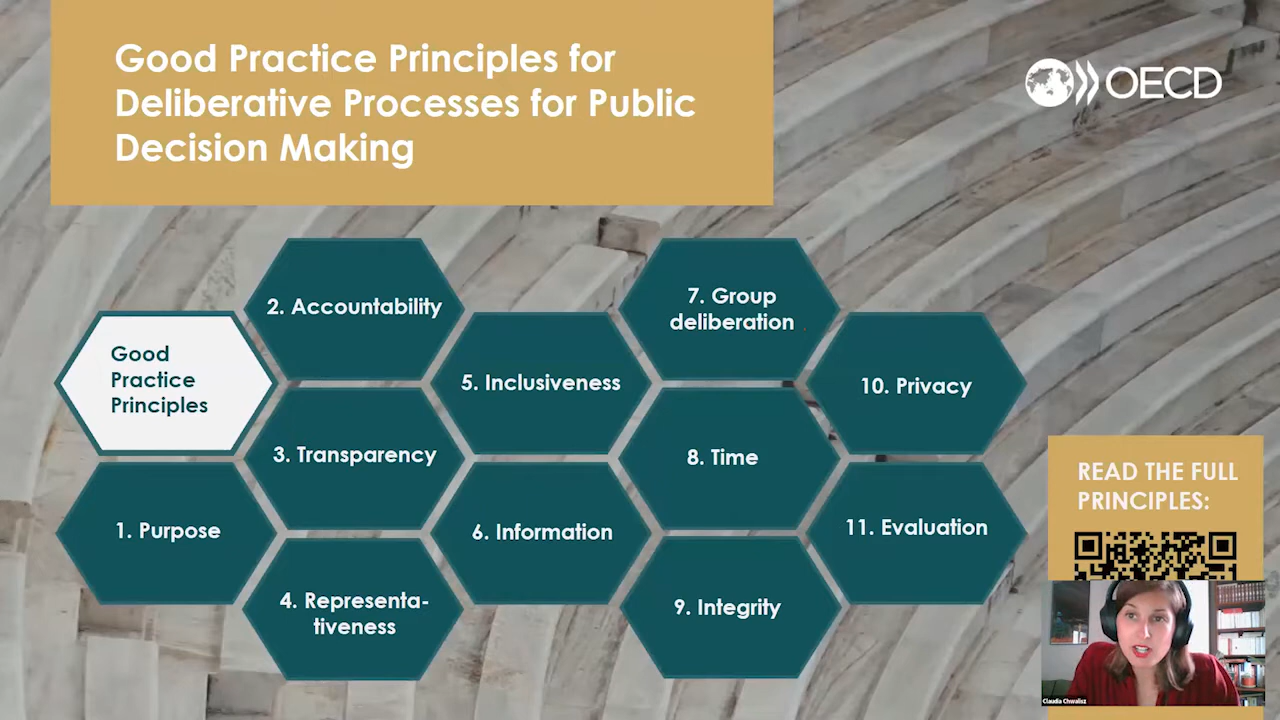 Good Practice Principles for
Deliberative Processes for Public
Decision Making
OECD
Good
Practice
Principles
1. Purpose
2. Accountability
3. Transparency
4. Representa-
tiveness
5. Inclusiveness
6. Information
7. Group
deliberation
8. Time
9. Integrity
10. Privacy
11. Evaluation
READ THE FULL
PRINCIPLES:
Claudia Chwalisz